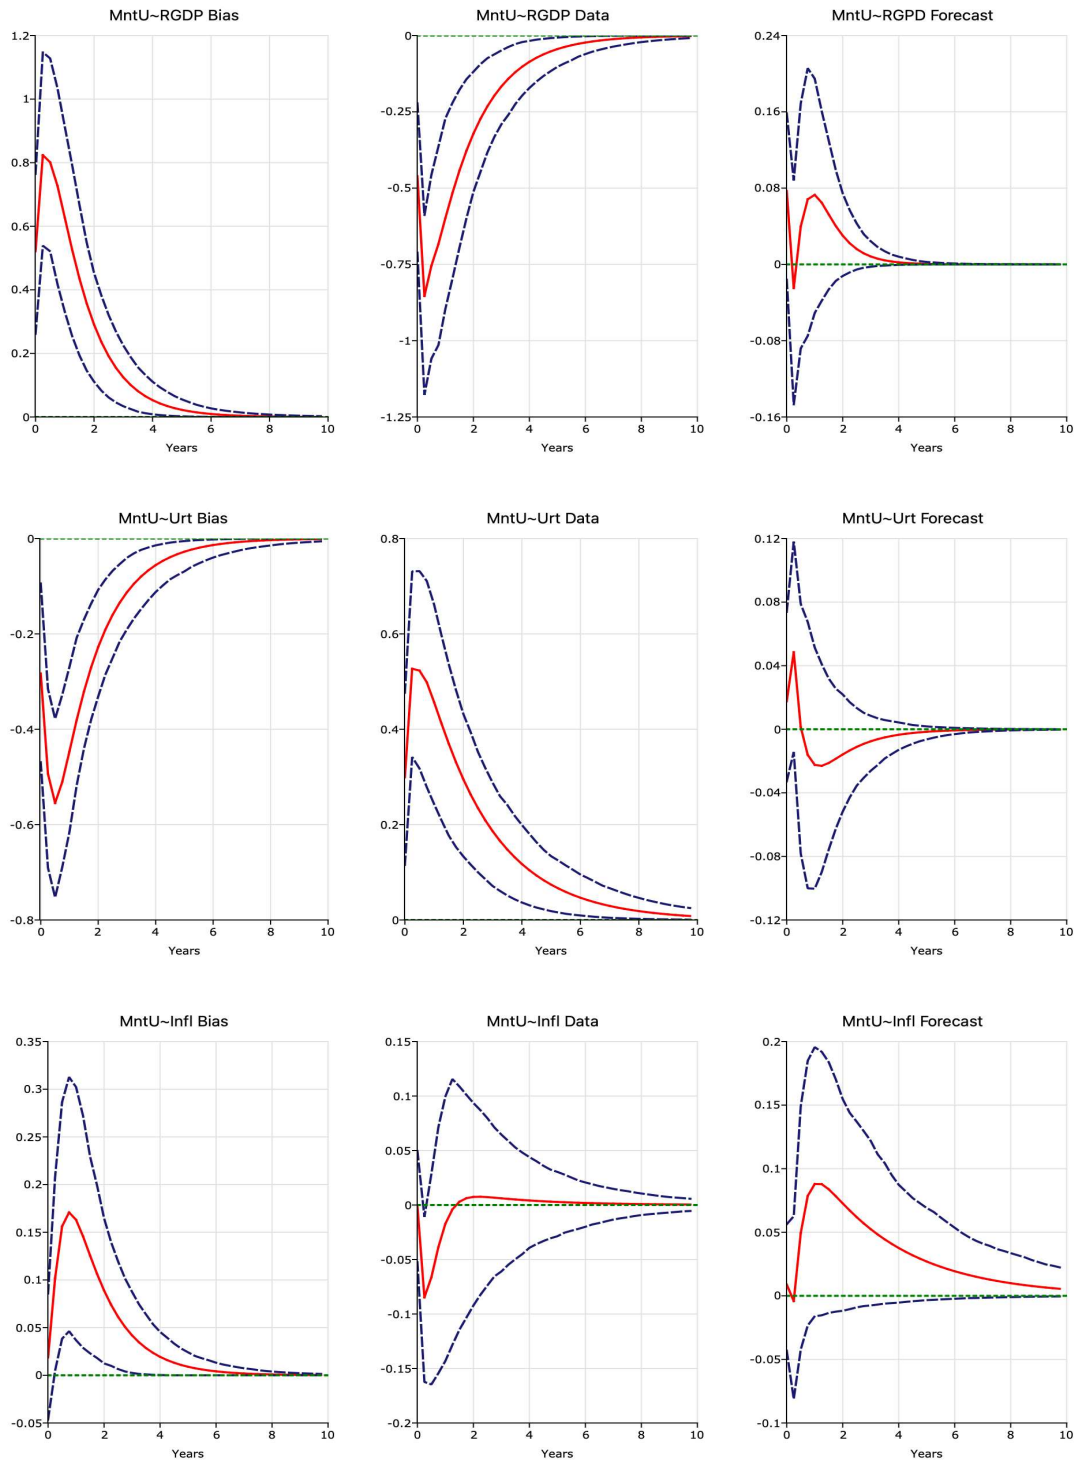 MntU~RGDP Bias
1.2
1
0.8
0.6
0.4
0.2
0
0 2 4 6 8 10
Years
MntU~RGDP Data
0
-0.25
-0.5
-0.75
-1
-1.25
0 2 4 6 8 10
Years
MntU~RGPD Forecast
0.24
0.16
0.08
0
-0.08
-0.16
0 2 4 6 8 10
Years
MntU~Urt Bias
0
-0.2
-0.4
-0.6
-0.8
0 2 4 6 8 10
Years
MntU~Urt Data
0.8
0.6
0.4
0.2
0
0 2 4 6 8 10
Years
MntU~Urt Forecast
0.12
0.08
0.04
0
-0.04
-0.08
-0.12
0 2 4 6 8 10
Years
MntU~Infl Bias
0.35
0.3
0.25
0.2
0.15
0.1
0.05
0
-0.05
0 2 4 6 8 10
Years
MntU~Infl Data
0.15
0.1
0.05
0
-0.05
-0.1
-0.15
-0.2
0 2 4 6 8 10
Years
MntU~Infl Forecast
0.2
0.15
0.1
0.05
0
-0.05
-0.1
0 2 4 6 8 10
Years